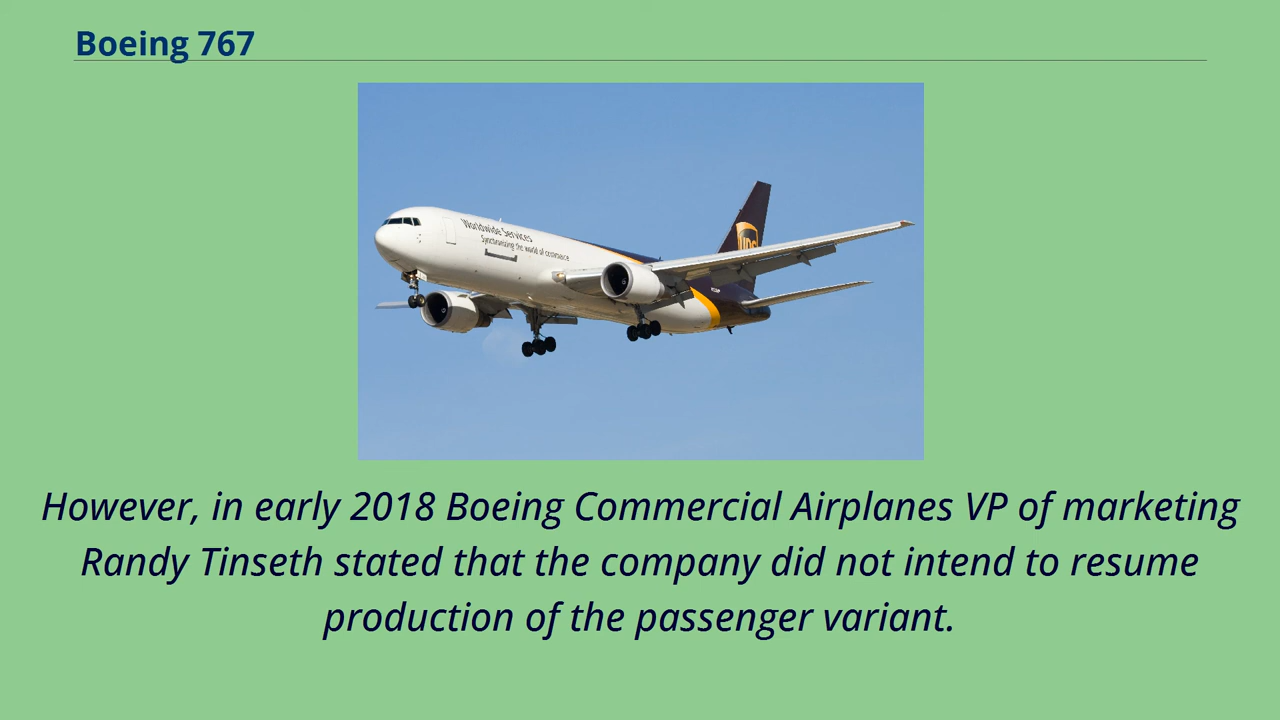 Boeing 767
Worldwide Services
Synchronizing the world of commerce
ups
However, in early 2018 Boeing Commercial Airplanes VP of marketing
Randy Tinseth stated that the company did not intend to resume
production of the passenger variant.